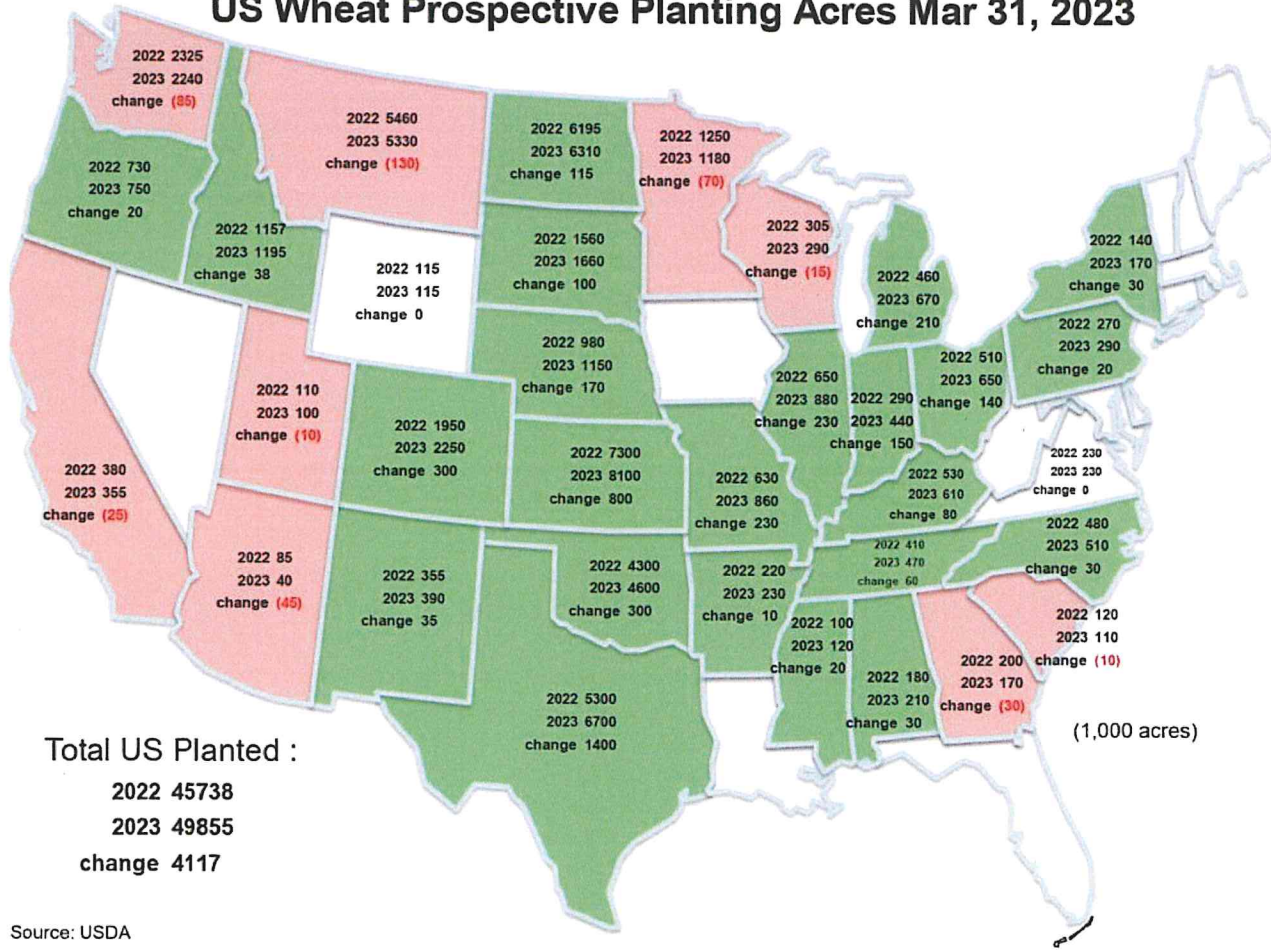 US Wheat Prospective Planting Acres Mar 31, 2023
2022 2325
2023 2240
change (85)
2022 5460
2023 5330
change (130)
2022 6195
2023 6310
change 115
2022 1250
2023 1180
change (70)
2022 730
2023 750
change 20
2022 1157
2023 1195
change 38
2022 115
2023 115
change 0
2022 1560
2023 1660
change 100
2022 305
2023 290
change (15)
2022 460
2023 670
change 210
2022 140
2023 170
change 30
2022 270
2023 290
change 20
2022 980
2023 1150
change 170
2022 650
2023 880
change 230
2022 290
2023 440
change 150
2022 510
2023 650
change 140
2022 110
2023 100
change (10)
2022 1950
2023 2250
change 300
2022 7300
2023 8100
change 800
2022 630
2023 860
change 230
2022 530
2023 610
change 80
2022 230
2023 230
change 0
2022 380
2023 355
change (25)
2022 85
2023 40
change (45)
2022 355
2023 390
change 35
2022 4300
2023 4600
change 300
2022 220
2023 230
change 10
2022 410
2023 470
change 60
2022 480
2023 510
change 30
2022 100
2023 120
change 20
2022 180
2023 210
change 30
2022 200
2023 170
change (30)
2022 120
2023 110
change (10)
2022 5300
2023 6700
change 1400
(1,000 acres)
Total US Planted :
2022 45738
2023 49855
change 4117
Source: USDA